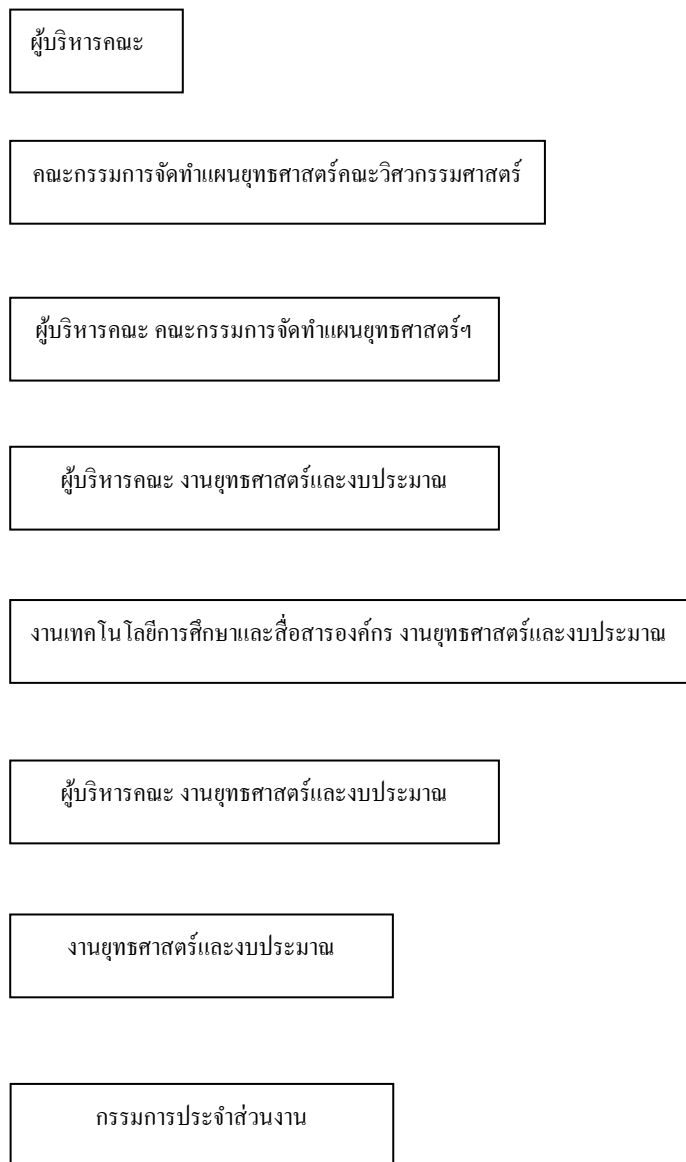 ผู้บริหารคณะ
คณะกรรมการจัดทำแผนยุทธศาสตร์คณะวิศวกรรมศาสตร์
ผู้บริหารคณะ คณะกรรมการจัดทำแผนยุทธศาสตร์ฯ
ผู้บริหารคณะ งานยุทธศาสตร์และงบประมาณ
งานเทคโนโลยีการศึกษาและสื่อสารองค์กร งานยุทธศาสตร์และงบประมาณ
ผู้บริหารคณะ งานยุทธศาสตร์และงบประมาณ
งานยุทธศาสตร์และงบประมาณ
กรรมการประจำส่วนงาน